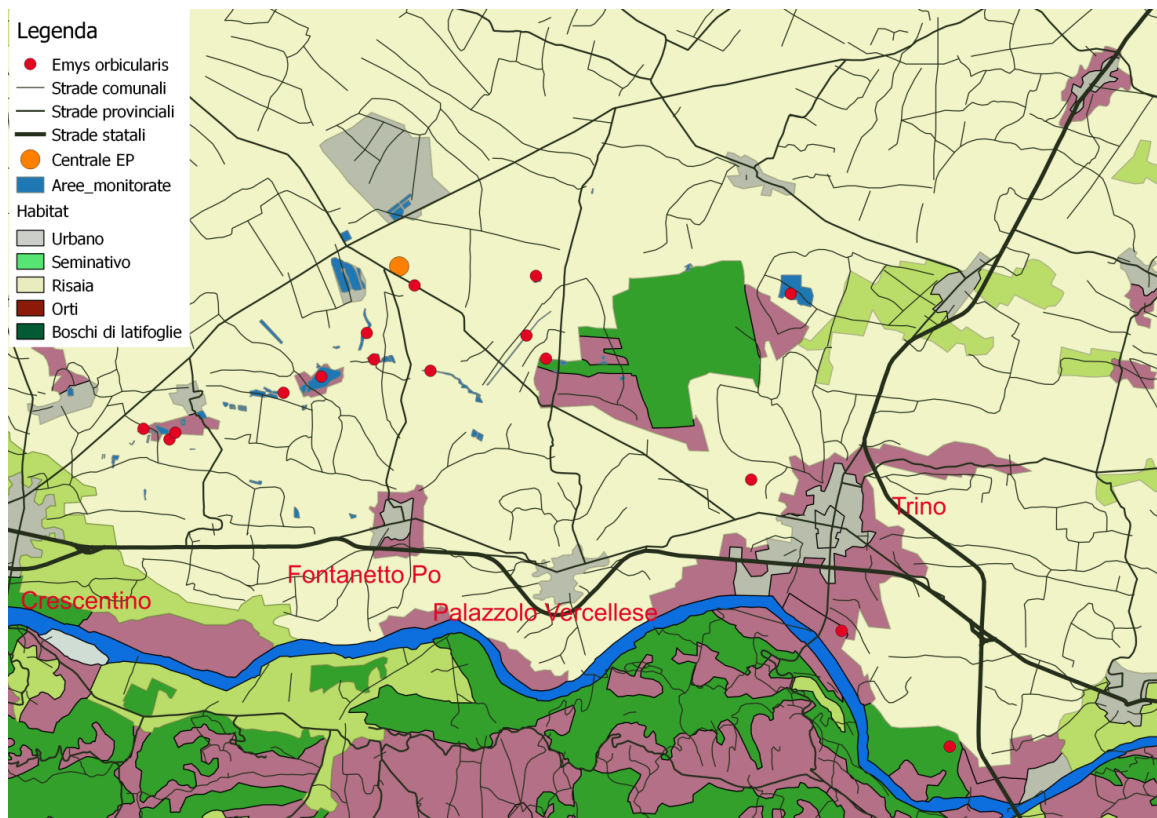 Legenda
Emys orbicularis
Strade comunali
Strade provinciali
Strade statali
Centrale EP
Aree_monitorate
Habitat
Urbano
Seminativo
Risaia
Orti
Boschi di latifoglie
Trino
Fontanetto Po
Crescentino
Palazzolo Vercellese